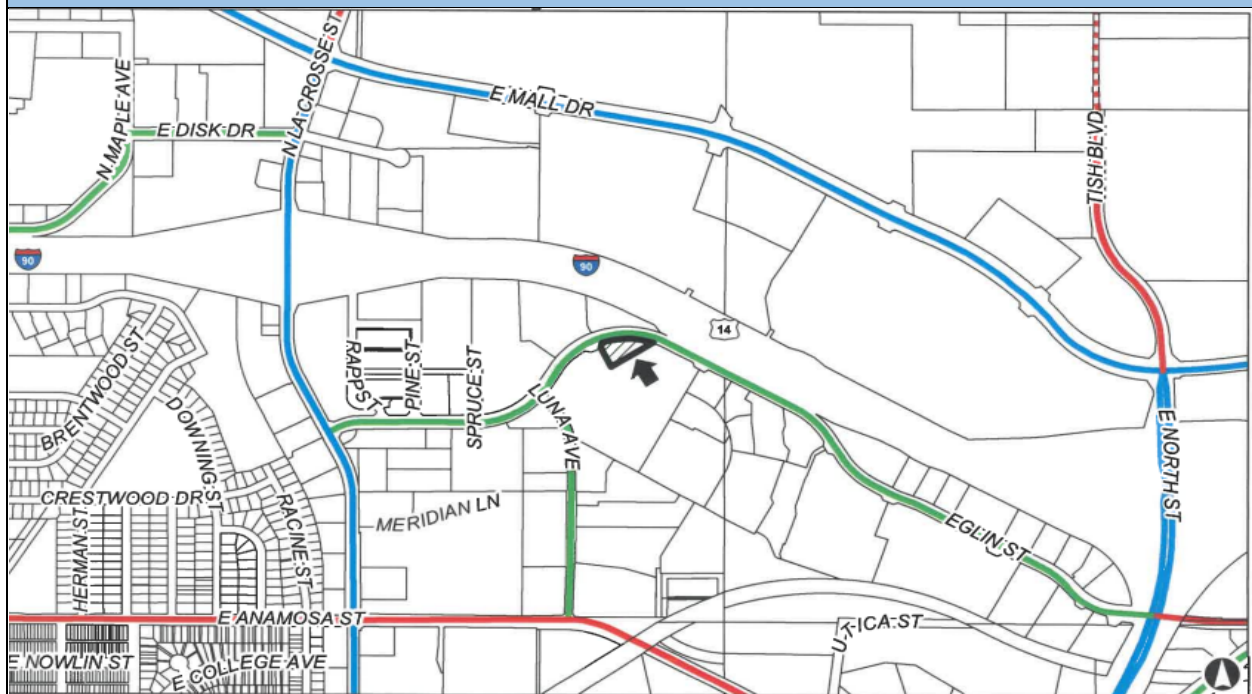 N LACROSSE ST
N MAPLE AVE
E MALL DR
E DISK DR
TISH BLVD
90
90
14
BRENTWOOD ST
RAPP ST
PINE ST
SPRUCE ST
LUNA AVE
DOWNING ST
E NORTH ST
CRESTWOOD DR
RACINE ST
MERIDIAN LN
HERMAN ST
EGLIN ST
E ANAMOSA ST
UTICA ST
E NOWLIN ST
E COLLEGE AVE